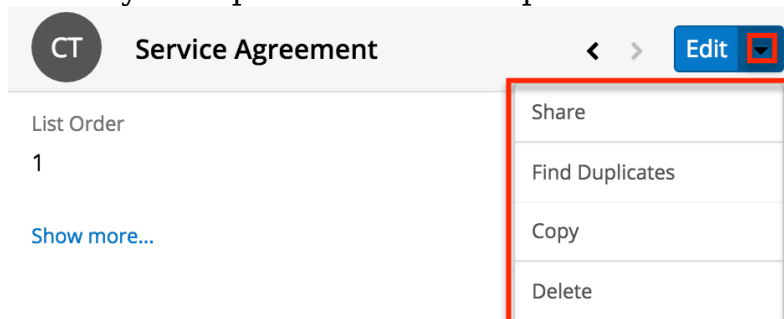 CT Service Agreement < > Edit
List Order
1
Show more...
Share
Find Duplicates
Copy
Delete